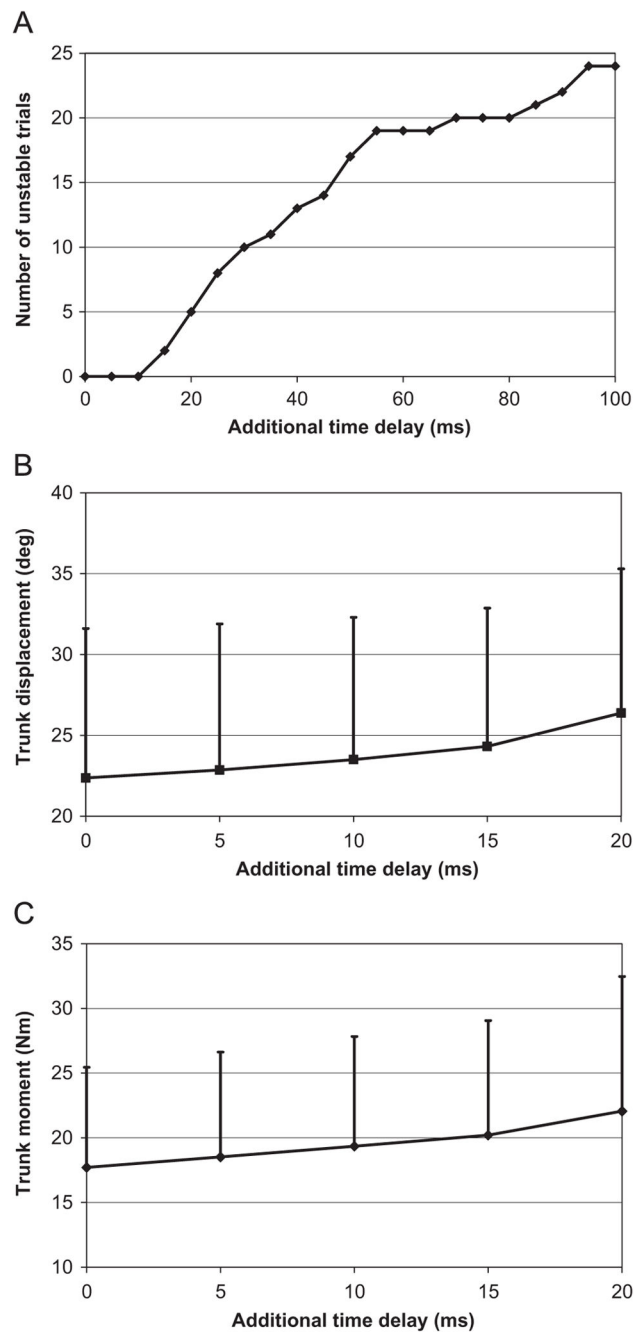 A
25
20
15
10
5
0
Number of unstable trials
0 20 40 60 80 100
Additional time delay (ms)
B
40
35
30
25
20
Trunk displacement (deg)
0 5 10 15 20
Additional time delay (ms)
C
35
30
25
20
15
10
Trunk moment (Nm)
0 5 10 15 20
Additional time delay (ms)